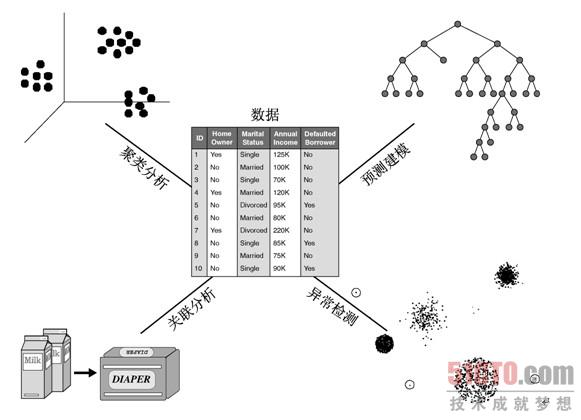 数据
ID Home Owner Marital Status Annual Income Defaulted Borrower
1 Yes Single 125K No
2 No Married 100K No
3 No Single 70K No
4 Yes Married 120K No
5 No Divorced 95K Yes
6 No Married 80K No
7 Yes Divorced 220K No
8 No Single 85K Yes
9 No Married 75K No
10 No Single 90K Yes
聚类分析
预测建模
关联分析
异常检测
Milk
Milk
DIAPER
DIAPER
51CTO.com
技术成就梦想